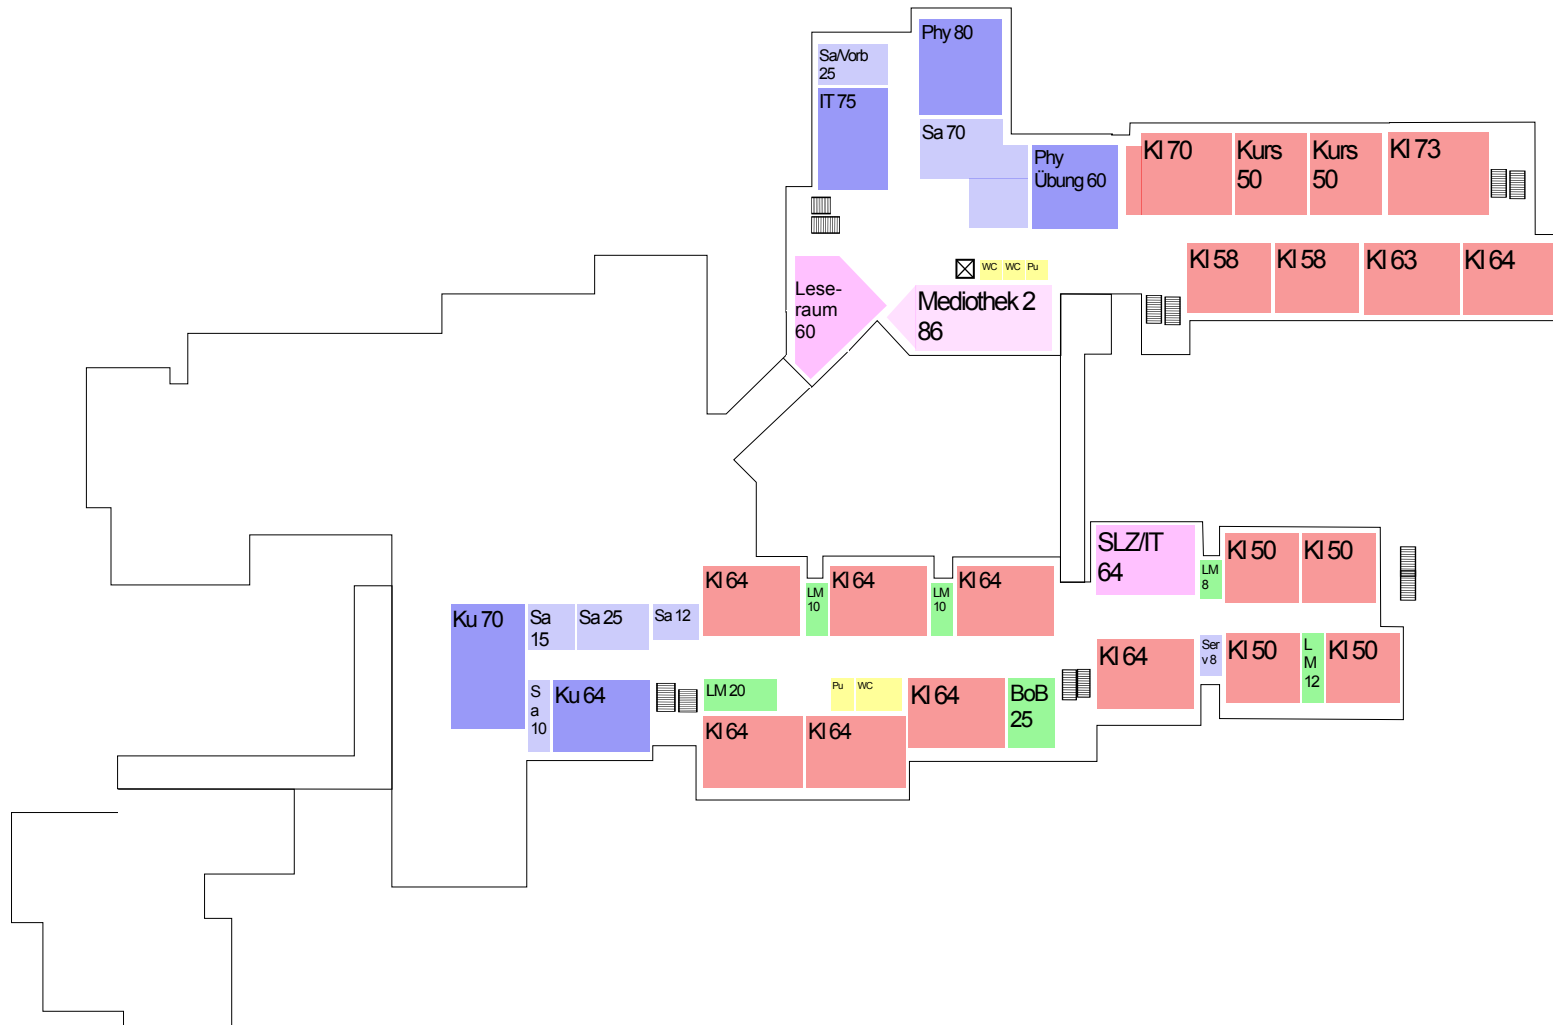 Phy 80
Sa/Vorb
25
IT 75
Sa 70
Phy
Übung 60
Kl 70
Kurs
50
Kurs
50
Kl 73
Kl 58
Kl 58
Kl 63
Kl 64
WC
WC
Pu
Lese-
raum
60
Mediothek 2
86
SLZ/IT
64
LM
8
Kl 50
Kl 50
Kl 64
LM
10
Kl 64
LM
10
Kl 64
Ku 70
Sa
15
Sa 25
Sa 12
Kl 64
Ser
v 8
Kl 50
L
M
12
Kl 50
S
a
10
Ku 64
LM 20
Pu
WC
Kl 64
BoB
25
Kl 64
Kl 64